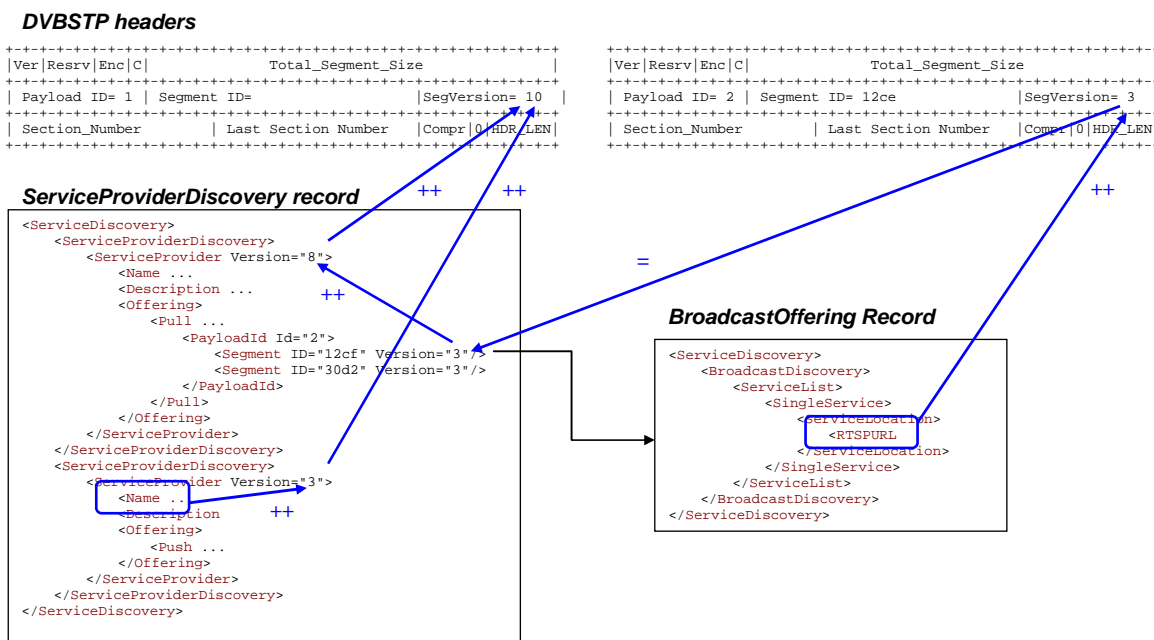 DVBSTP headers
+-+-+-+-+-+-+-+-+-+-+-+-+-+-+-+-+-+-+-+-+-+-+-+-+-+-+-+-+-+-+-+-+
|Ver|Resrv|Enc|C|               Total_Segment_Size              |
+-+-+-+-+-+-+-+-+-+-+-+-+-+-+-+-+-+-+-+-+-+-+-+-+-+-+-+-+-+-+-+-+
| Payload ID= 1 | Segment ID=                   |SegVersion= 10  |
+-+-+-+-+-+-+-+-+-+-+-+-+-+-+-+-+-+-+-+-+-+-+-+-+-+-+-+-+-+-+-+-+
| Section_Number        | Last Section Number   |Compr|0|HDR_LEN|
+-+-+-+-+-+-+-+-+-+-+-+-+-+-+-+-+-+-+-+-+-+-+-+-+-+-+-+-+-+-+-+-+
+-+-+-+-+-+-+-+-+-+-+-+-+-+-+-+-+-+-+-+-+-+-+-+-+-+-+-+-+-+-+-+-
|Ver|Resrv|Enc|C|               Total_Segment_Size
+-+-+-+-+-+-+-+-+-+-+-+-+-+-+-+-+-+-+-+-+-+-+-+-+-+-+-+-+-+-+-+-
| Payload ID= 2 | Segment ID= 12ce              |SegVersion= 3
+-+-+-+-+-+-+-+-+-+-+-+-+-+-+-+-+-+-+-+-+-+-+-+-+-+-+-+-+-+-+-+-
| Section_Number        | Last Section Number   |Compr|0|HDR_LEN
+-+-+-+-+-+-+-+-+-+-+-+-+-+-+-+-+-+-+-+-+-+-+-+-+-+-+-+-+-+-+-+-
++
++
++
ServiceProviderDiscovery record
<ServiceDiscovery>
    <ServiceProviderDiscovery>
        <ServiceProvider Version="8">
            <Name ...
            <Description ...
            <Offering>
                <Pull ...
                    <PayloadId Id="2">
                        <Segment ID="12cf" Version="3"/>
                        <Segment ID="30d2" Version="3"/>
                    </PayloadId>
                </Pull>
            </Offering>
        </ServiceProvider>
    </ServiceProviderDiscovery>
    <ServiceProviderDiscovery>
        <ServiceProvider Version="3">
            <Name ..
            <Description
            <Offering>
                <Push ...
            </Offering>
        </ServiceProvider>
    </ServiceProviderDiscovery>
</ServiceDiscovery>
++
++
=
BroadcastOffering Record
<ServiceDiscovery>
    <BroadcastDiscovery>
        <ServiceList>
            <SingleService>
                <ServiceLocation>
                    <RTSPURL
                </ServiceLocation>
            </SingleService>
        </ServiceList>
    </BroadcastDiscovery>
</ServiceDiscovery>